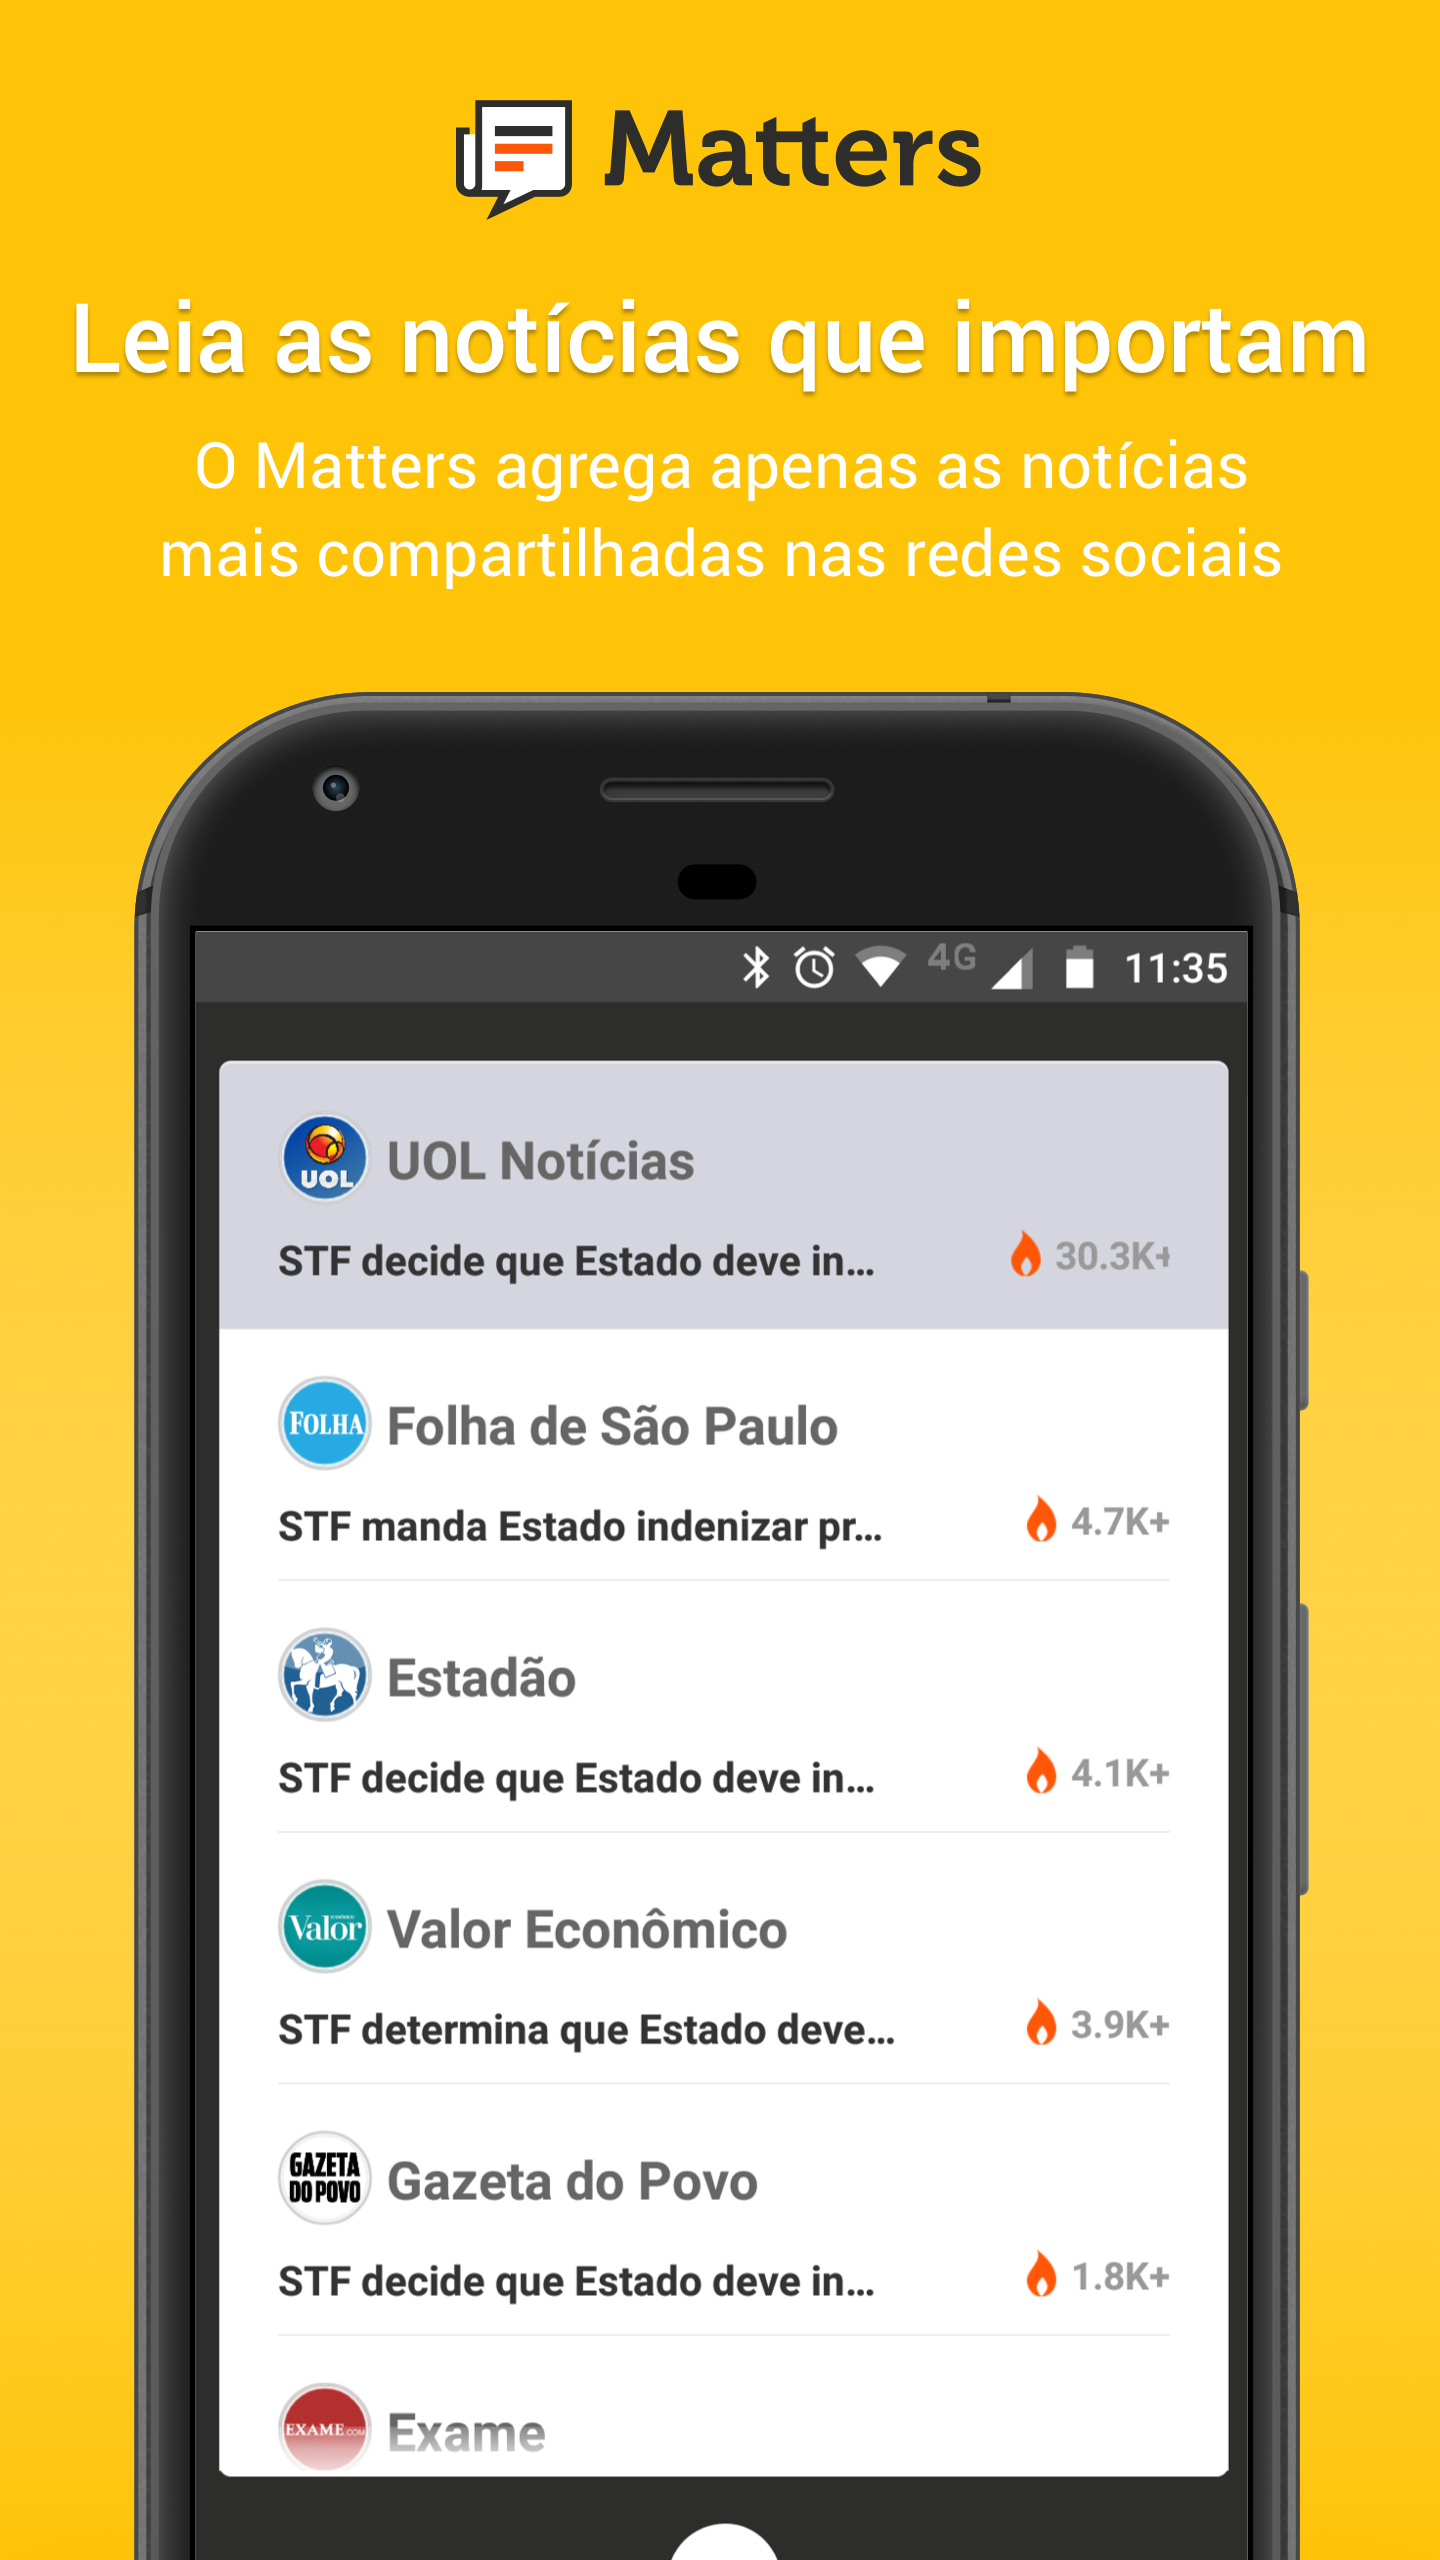 Matters
Leia as notícias que importam
O Matters agrega apenas as notícias
mais compartilhadas nas redes sociais
4G 11:35
UOL
UOL Notícias
STF decide que Estado deve in... 30.3K+
FOLHA
Folha de São Paulo
STF manda Estado indenizar pr... 4.7K+
Estadão
STF decide que Estado deve in... 4.1K+
Valor
Valor Econômico
STF determina que Estado deve... 3.9K+
GAZETA
DO POVO
Gazeta do Povo
STF decide que Estado deve in... 1.8K+
EXAME.COM
Exame